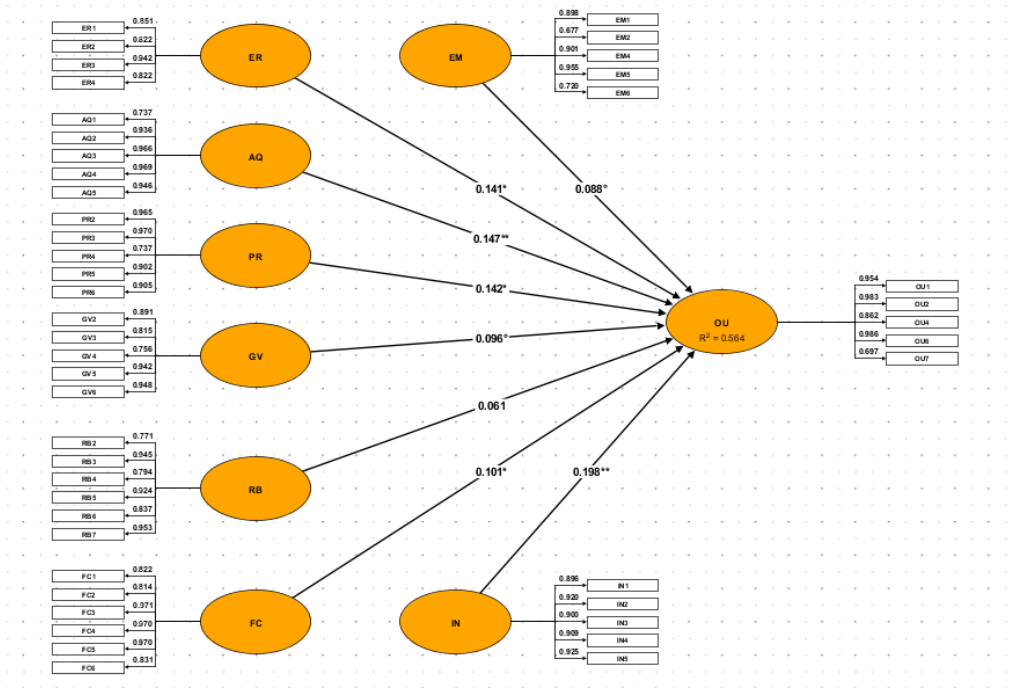 ER1 0.851
ER2 0.822
ER3 0.942
ER4 0.822
ER
EM
0.898 EM1
0.677 EM2
0.901 EM4
0.955 EM5
0.720 EM6
AQ1 0.737
AQ2 0.936
AQ3 0.966
AQ4 0.969
AQ5 0.946
AQ
0.141*
0.088°
PR2 0.965
PR3 0.970
PR4 0.737
PR5 0.902
PR6 0.905
PR
0.147**
0.142*
GV2 0.891
GV3 0.815
GV4 0.756
GV5 0.942
GV6 0.948
GV
0.096°
OU
R² = 0.564
0.954 OU1
0.983 OU2
0.862 OU4
0.986 OU6
0.697 OU7
RB2 0.771
RB3 0.945
RB4 0.794
RB5 0.924
RB6 0.837
RB7 0.953
RB
0.061
0.101*
0.198**
FC1 0.822
FC2 0.814
FC3 0.971
FC4 0.970
FC5 0.970
FC6 0.831
FC
IN
0.896 IN1
0.920 IN2
0.900 IN3
0.909 IN4
0.925 IN5